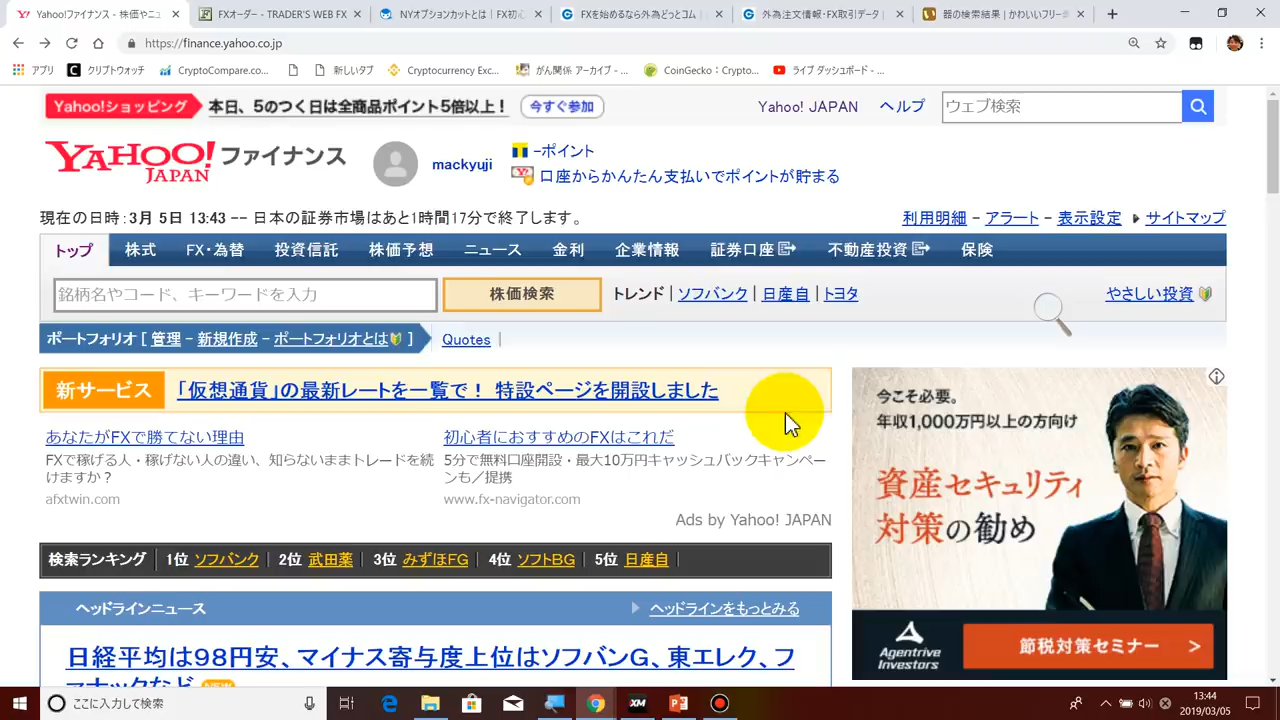 Yahoo!ファイナンス - 株価やニュ
FXオーダー - TRADER'S WEB FX
NYオプションカットとは｜FX初心
FXを始めるなら外為どっとコム｜
外為注文情報･FX取引データ｜
器の検索結果｜かわいいフリー
https://finance.yahoo.co.jp
アプリ
クリプトウォッチ
CryptoCompare.co...
新しいタブ
Cryptocurrency Exc...
がん関係 アーカイブ - ...
CoinGecko：Crypto...
ライブ ダッシュボード - ...
Yahoo!ショッピング
本日、5のつく日は全商品ポイント5倍以上！
今すぐ参加
Yahoo! JAPAN
ヘルプ
ウェブ検索
YAHOO! JAPAN ファイナンス
mackyuji
-ポイント
口座からかんたん支払いでポイントが貯まる
現在の日時：3月 5日 13:43 -- 日本の証券市場はあと1時間17分で終了します。
利用明細 - アラート - 表示設定 サイトマップ
トップ 株式 FX・為替 投資信託 株価予想 ニュース 金利 企業情報 証券口座 不動産投資 保険
銘柄名やコード、キーワードを入力
株価検索
トレンド｜ソフバンク｜日産自｜トヨタ
やさしい投資
ポートフォリオ [ 管理 - 新規作成 - ポートフォリオとは ]
Quotes
新サービス 「仮想通貨」の最新レートを一覧で！ 特設ページを開設しました
あなたがFXで勝てない理由
FXで稼げる人・稼げない人の違い、知らないままトレードを続
けますか？
afxtwin.com
初心者におすすめのFXはこれだ
5分で無料口座開設・最大10万円キャッシュバックキャンペー
ンも／提携
www.fx-navigator.com
Ads by Yahoo! JAPAN
今こそ必要。
年収1,000万円以上の方向け
資産セキュリティ
対策の勧め
Agentrive
Investors
節税対策セミナー >
検索ランキング 1位 ソフバンク 2位 武田薬 3位 みずほFG 4位 ソフトBG 5位 日産自
ヘッドラインニュース
ヘッドラインをもっとみる
日経平均は98円安、マイナス寄与度上位はソフバンG、東エレク、フ
ァナックなど
ここに入力して検索
XM
13:44
2019/03/05